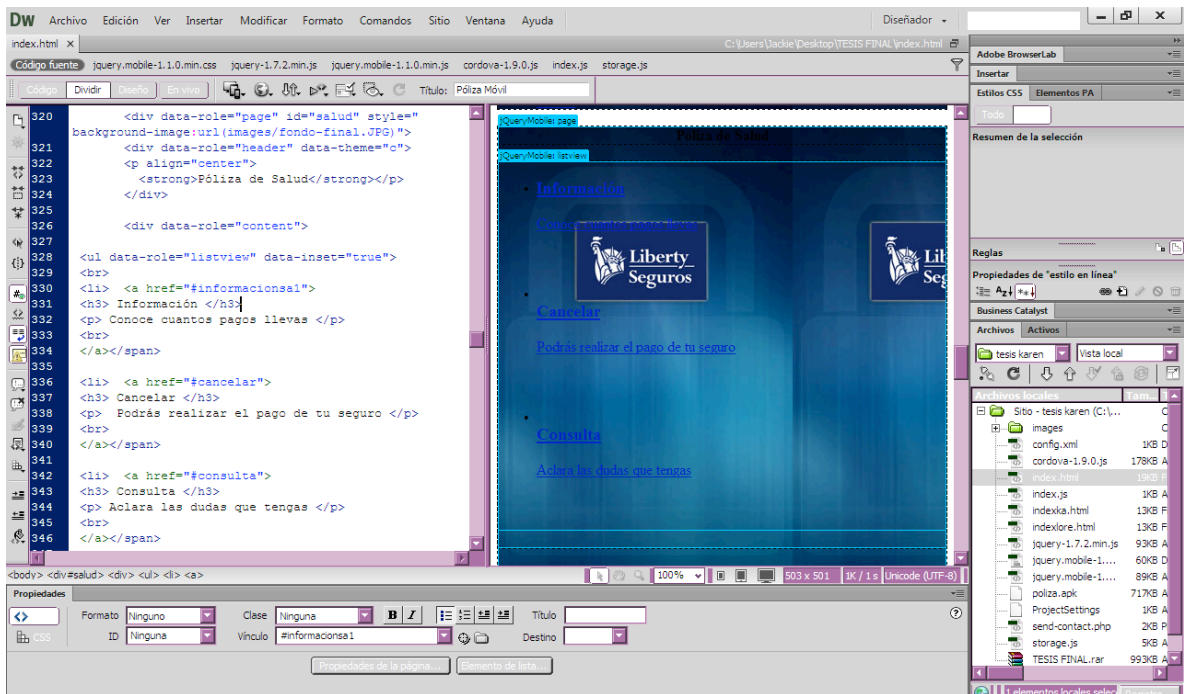 DW Archivo Edición Ver Insertar Modificar Formato Comandos Sitio Ventana Ayuda Diseñador
index.html × C:\Users\Jackie\Desktop\TESIS FINAL\index.html
Código fuente jquery.mobile-1.1.0.min.css jquery-1.7.2.min.js jquery.mobile-1.1.0.min.js cordova-1.9.0.js index.js storage.js
Código Dividir Diseño En vivo Título: Póliza Móvil
320 <div data-role="page" id="salud" style="
background-image:url(images/fondo-final.JPG)">
321 <div data-role="header" data-theme="c">
322 <p align="center">
323 <strong>Póliza de Salud</strong></p>
324 </div>
325
326 <div data-role="content">
327
328 <ul data-role="listview" data-inset="true">
329 <br>
330 <li> <a href="#informacionsa1">
331 <h3> Información </h3>
332 <p> Conoce cuantos pagos llevas </p>
333 <br>
334 </a></span>
335
336 <li> <a href="#cancelar">
337 <h3> Cancelar </h3>
338 <p> Podrás realizar el pago de tu seguro </p>
339 <br>
340 </a></span>
341
342 <li> <a href="#consulta">
343 <h3> Consulta </h3>
344 <p> Aclara las dudas que tengas </p>
345 <br>
346 </a></span>
jQueryMobile: page
Póliza de Salud
jQueryMobile: listview
Información
Conoce cuantos pagos llevas
Liberty
Seguros
Lib
Seg
Cancelar
Podrás realizar el pago de tu seguro
Consulta
Aclara las dudas que tengas
<body> <div#salud> <div> <ul> <li> <a> 100% 503 x 501 1K / 1 s Unicode (UTF-8)
Propiedades
<> Formato Ninguno Clase Ninguna B I Título
CSS ID Ninguna Vínculo #informacionsa1 Destino
Propiedades de la página... Elemento de lista...
Adobe BrowserLab
Insertar
Estilos CSS Elementos PA
Todo
Resumen de la selección
Reglas
Propiedades de "estilo en línea"
Business Catalyst
Archivos Activos
tesis karen Vista local
Archivos locales Tam... T
Sitio - tesis karen (C:\... C
images C
config.xml 1KB D
cordova-1.9.0.js 178KB A
index.html 19KB F
index.js 1KB A
indexka.html 13KB F
indexlore.html 13KB F
jquery-1.7.2.min.js 93KB A
jquery.mobile-1.... 60KB D
jquery.mobile-1.... 89KB A
poliza.apk 717KB A
ProjectSettings 1KB A
send-contact.php 2KB P
storage.js 5KB A
TESIS FINAL.rar 993KB A
1 elementos locales selec Registro...